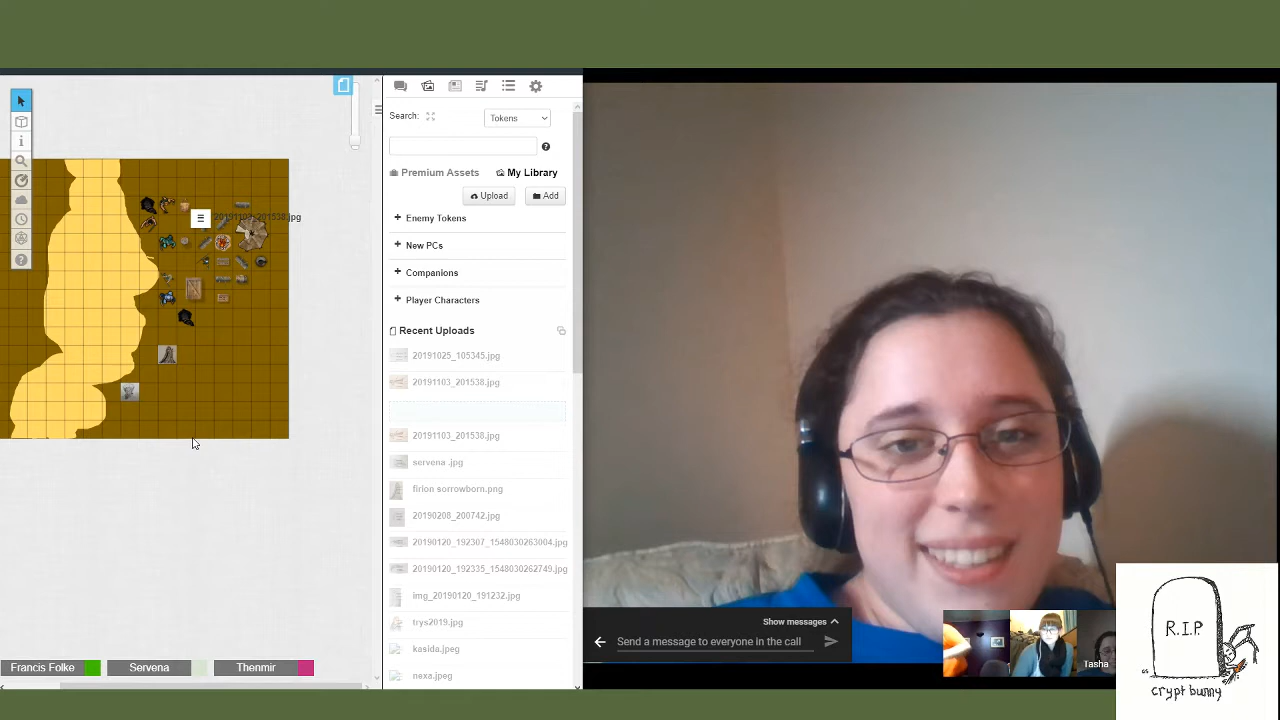 20191103_201538.jpg
Francis Folke
Servena
Thenmir
Search:
Tokens
Premium Assets
My Library
Upload
Add
Enemy Tokens
New PCs
Companions
Player Characters
Recent Uploads
20191025_105345.jpg
20191103_201538.jpg
20191103_201538.jpg
servena .jpg
firion sorrowborn.png
20190208_200742.jpg
20190120_192307_1548030263004.jpg
20190120_192335_1548030262749.jpg
img_20190120_191232.jpg
trys2019.jpg
kasida.jpeg
nexa.jpeg
Show messages
Send a message to everyone in the call
Tasha
R.I.P.
crypt bunny